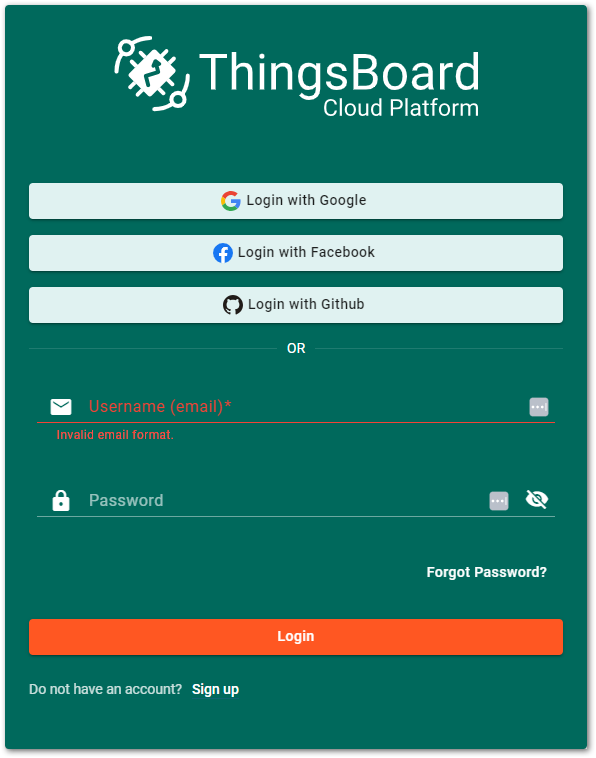 ThingsBoard
Cloud Platform
Login with Google
Login with Facebook
Login with Github
OR
Username (email)*
Invalid email format.
Password
Forgot Password?
Login
Do not have an account? Sign up